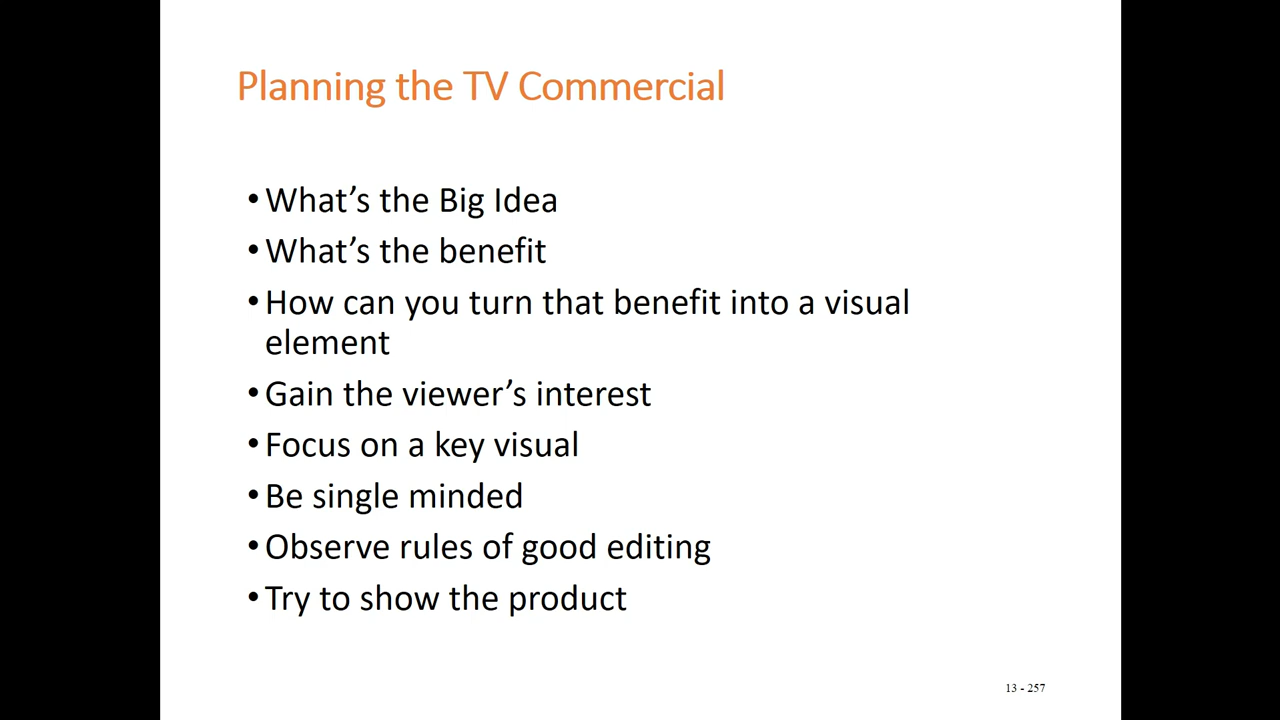 Planning the TV Commercial
•What’s the Big Idea
•What’s the benefit
•How can you turn that benefit into a visual
element
•Gain the viewer’s interest
•Focus on a key visual
•Be single minded
•Observe rules of good editing
•Try to show the product
13 - 257